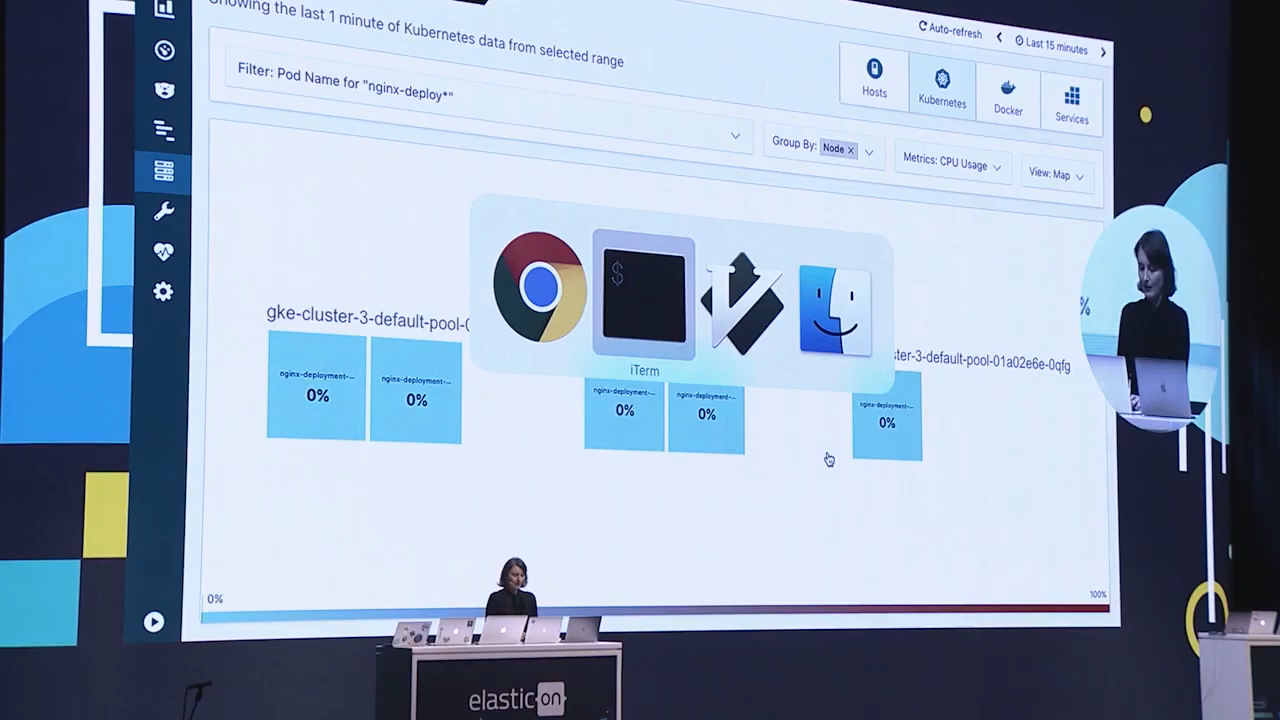 Showing the last 1 minute of Kubernetes data from selected range
Auto-refresh
Last 15 minutes
Filter: Pod Name for "nginx-deploy*"
Hosts
Kubernetes
Docker
Services
Group By: Node ×
Metrics: CPU Usage
View: Map
$
iTerm
gke-cluster-3-default-pool-0
ster-3-default-pool-01a02e6e-0qfg
nginx-deployment-...
0%
nginx-deployment-...
0%
nginx-deployment-...
0%
nginx-deployment-...
0%
nginx-deployment-...
0%
%
0%
100%
elastic on